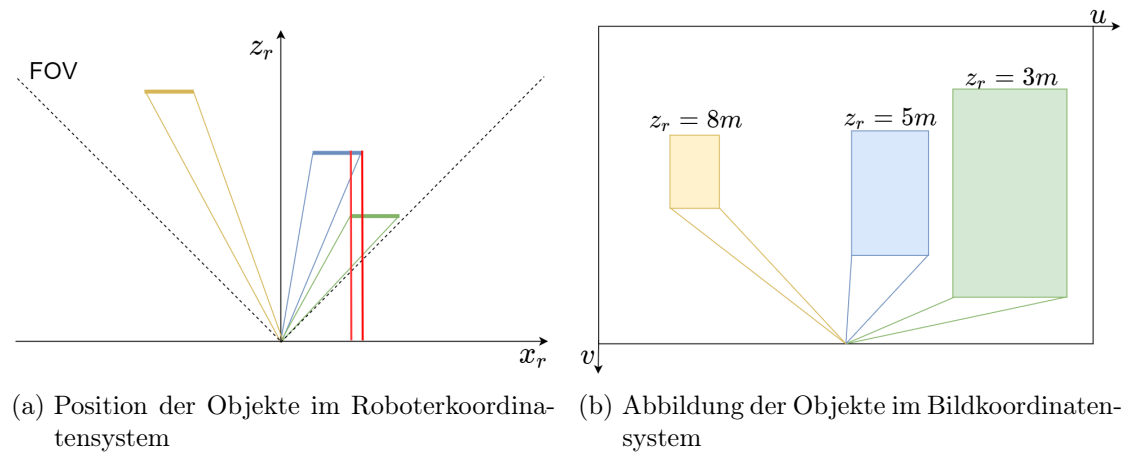 z_r
FOV
x_r
u
z_r = 3m
z_r = 8m
z_r = 5m
v
(a) Position der Objekte im Roboterkoordina-
tensystem
(b) Abbildung der Objekte im Bildkoordinaten-
system